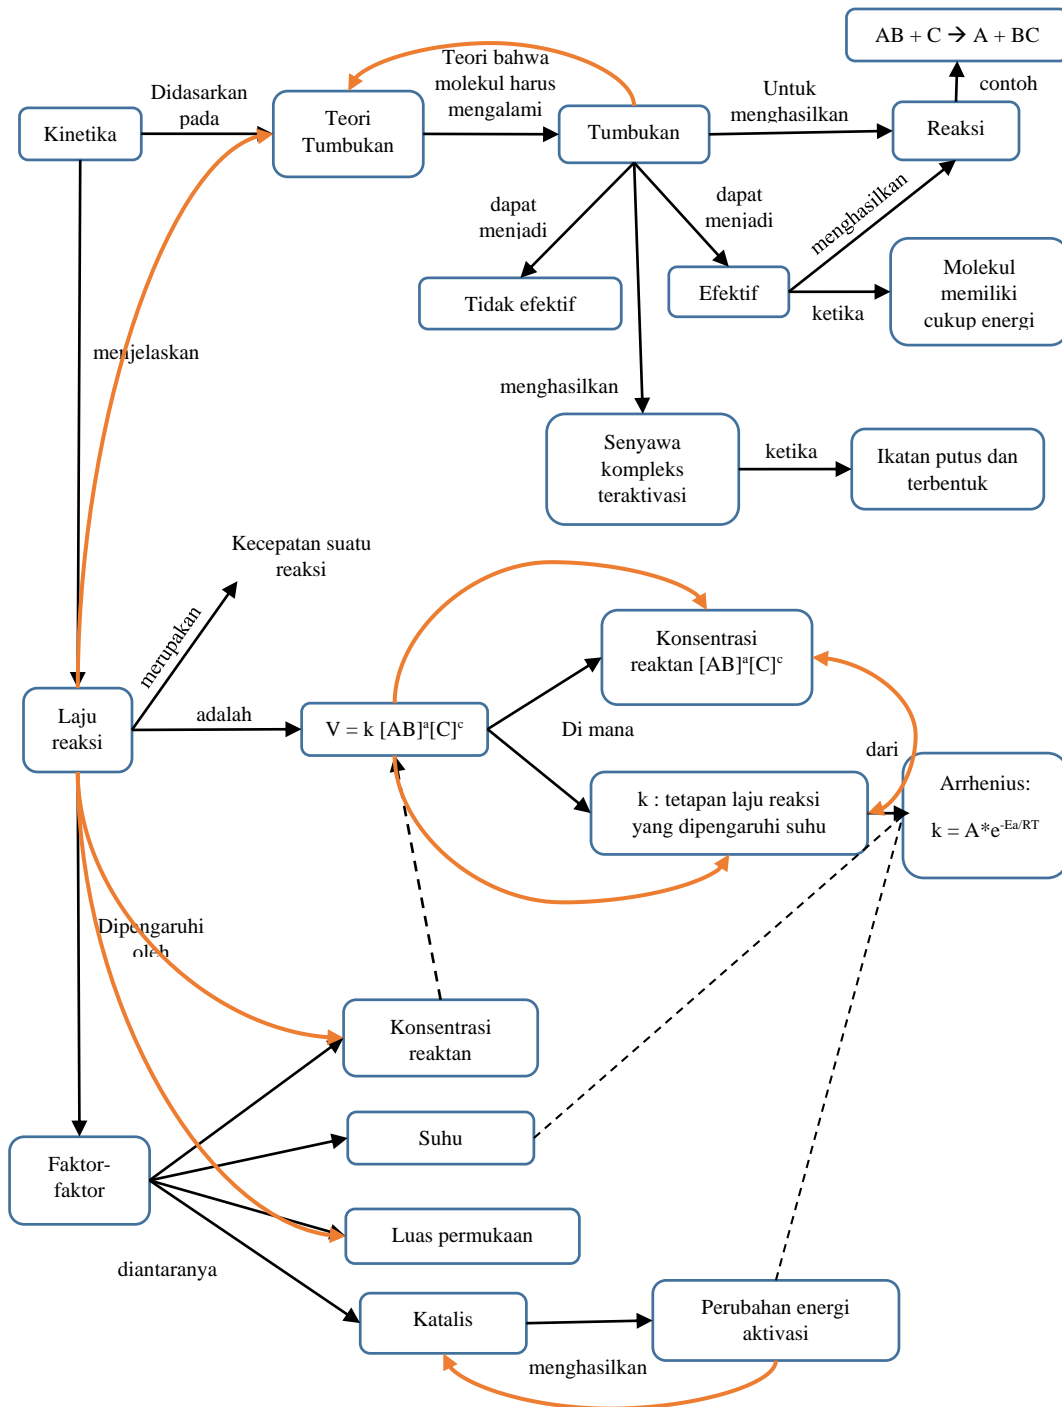 AB + C → A + BC
contoh
Teori bahwa
molekul harus
mengalami
Didasarkan
pada
Untuk
menghasilkan
Kinetika
Teori
Tumbukan
Tumbukan
Reaksi
dapat
menjadi
dapat
menjadi
menghasilkan
Tidak efektif
Efektif
ketika
Molekul
memiliki
cukup energi
menjelaskan
menghasilkan
Senyawa
kompleks
teraktivasi
ketika
Ikatan putus dan
terbentuk
Kecepatan suatu
reaksi
merupakan
Konsentrasi
reaktan [AB]ᵃ[C]ᶜ
Laju
reaksi
adalah
V = k [AB]ᵃ[C]ᶜ
Di mana
dari
k : tetapan laju reaksi
yang dipengaruhi suhu
Arrhenius:
k = A*e⁻ᴱᵃ/ᴿᵀ
Dipengaruhi
oleh
Konsentrasi
reaktan
Suhu
Faktor-
faktor
Luas permukaan
diantaranya
Katalis
menghasilkan
Perubahan energi
aktivasi